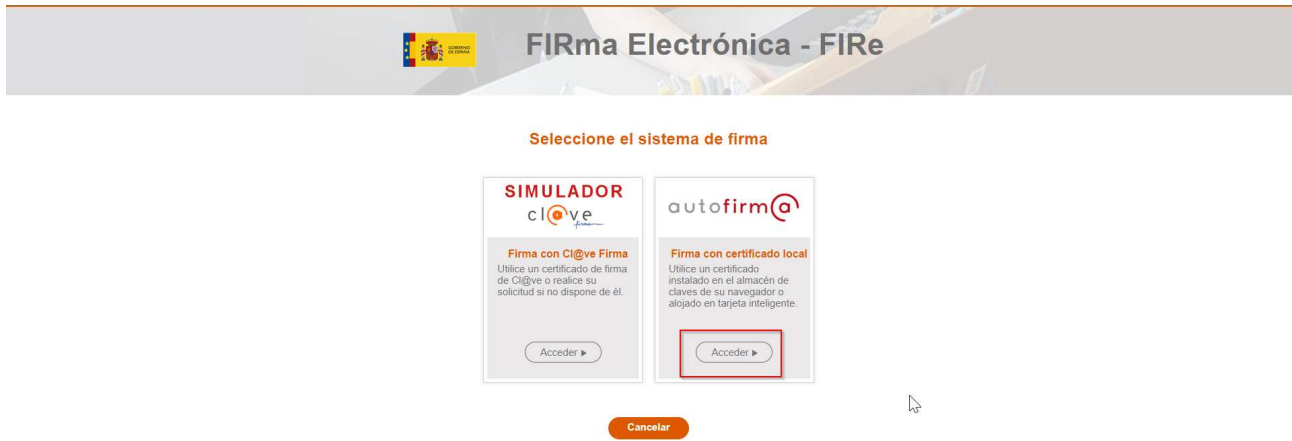 GOBIERNO
DE ESPAÑA
FIRma Electrónica - FIRe
Seleccione el sistema de firma
SIMULADOR
cl@ve
firma
Firma con Cl@ve Firma
Utilice un certificado de firma
de Cl@ve o realice su
solicitud si no dispone de él.
Acceder
autofirm@
Firma con certificado local
Utilice un certificado
instalado en el almacén de
claves de su navegador o
alojado en tarjeta inteligente.
Acceder
Cancelar